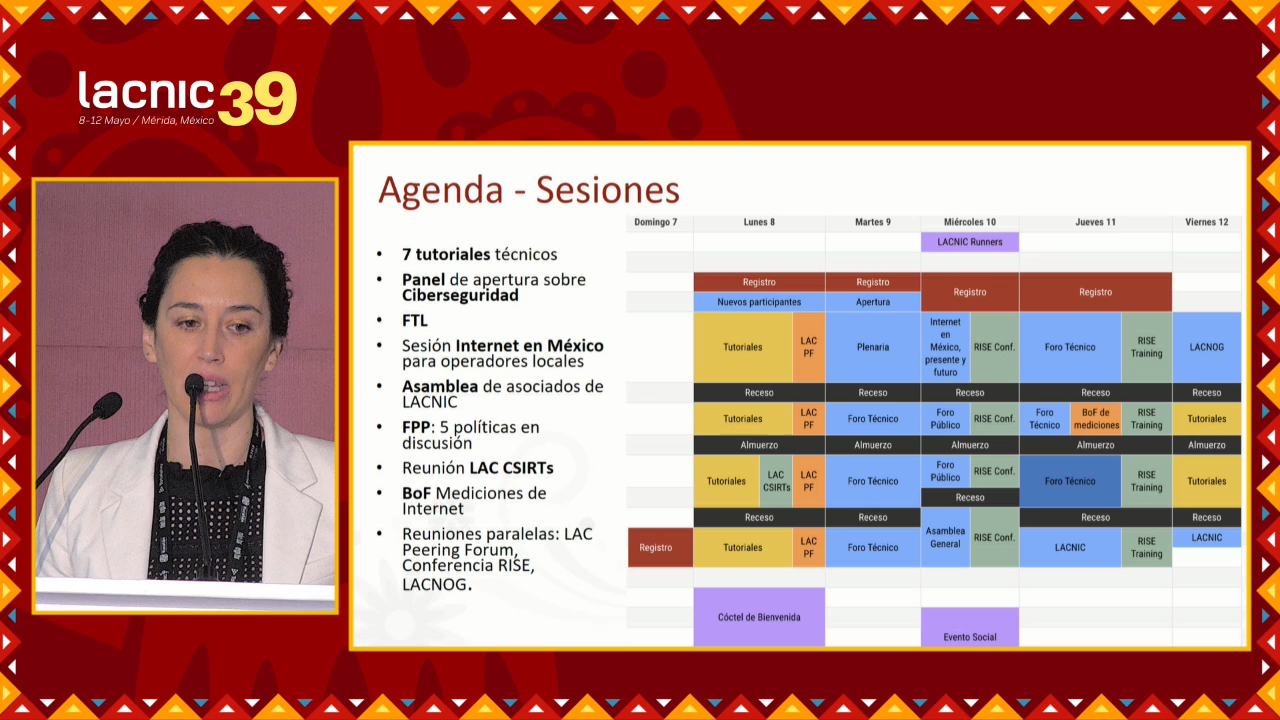 lacnic39
8-12 Mayo / Mérida, México
Agenda - Sesiones
• 7 tutoriales técnicos
• Panel de apertura sobre
Ciberseguridad
• FTL
• Sesión Internet en México
para operadores locales
• Asamblea de asociados de
LACNIC
• FPP: 5 políticas en
discusión
• Reunión LAC CSIRTs
• BoF Mediciones de
Internet
• Reuniones paralelas: LAC
Peering Forum,
Conferencia RISE,
LACNOG.
Domingo 7 Lunes 8 Martes 9 Miércoles 10 Jueves 11 Viernes 12
LACNIC Runners
Registro Registro Registro Registro
Nuevos participantes Apertura
Tutoriales LAC PF Plenaria Internet en México, presente y futuro RISE Conf. Foro Técnico RISE Training LACNOG
Receso Receso Receso Receso Receso
Tutoriales LAC PF Foro Técnico Foro Público RISE Conf. Foro Técnico BoF de mediciones RISE Training Tutoriales
Almuerzo Almuerzo Almuerzo Almuerzo Almuerzo
Tutoriales LAC CSIRTs LAC PF Foro Técnico Foro Público RISE Conf. Foro Técnico RISE Training Tutoriales
Receso
Receso Receso Receso Receso
Registro Tutoriales LAC PF Foro Técnico Asamblea General RISE Conf. LACNIC RISE Training LACNIC
Cóctel de Bienvenida
Evento Social